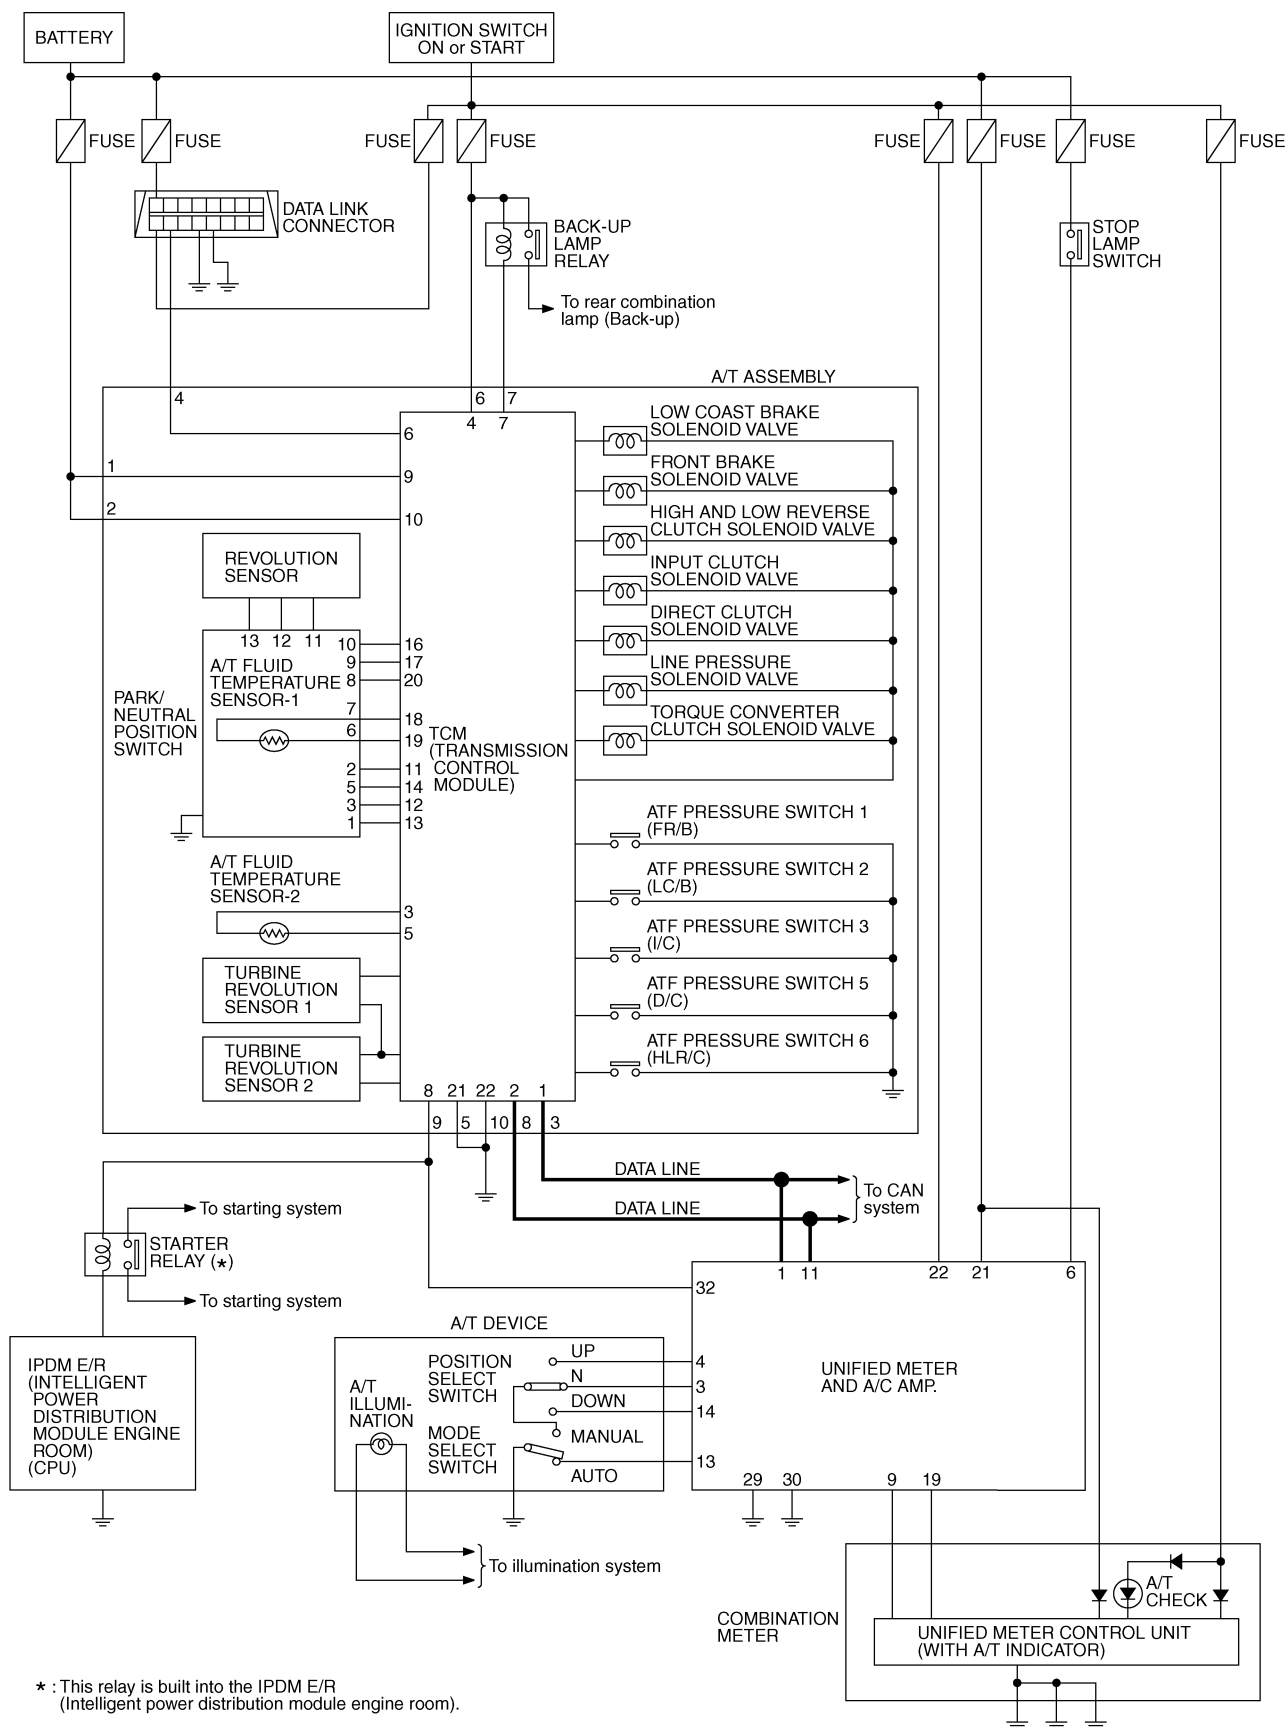 BATTERY
IGNITION SWITCH
ON or START
FUSE
FUSE
FUSE
FUSE
FUSE
FUSE
FUSE
DATA LINK
CONNECTOR
BACK-UP
LAMP
RELAY
STOP
LAMP
SWITCH
To rear combination
lamp (Back-up)
A/T ASSEMBLY
4
6
7
4
7
6
1
9
2
10
LOW COAST BRAKE
SOLENOID VALVE
FRONT BRAKE
SOLENOID VALVE
HIGH AND LOW REVERSE
CLUTCH SOLENOID VALVE
INPUT CLUTCH
SOLENOID VALVE
DIRECT CLUTCH
SOLENOID VALVE
LINE PRESSURE
SOLENOID VALVE
TORQUE CONVERTER
CLUTCH SOLENOID VALVE
REVOLUTION
SENSOR
13 12 11
10 16
9 17
8 20
7 18
6 19
2 11
5 14
3 12
1 13
A/T FLUID
TEMPERATURE
SENSOR-1
PARK/
NEUTRAL
POSITION
SWITCH
TCM
(TRANSMISSION
CONTROL
MODULE)
A/T FLUID
TEMPERATURE
SENSOR-2
3
5
TURBINE
REVOLUTION
SENSOR 1
TURBINE
REVOLUTION
SENSOR 2
ATF PRESSURE SWITCH 1
(FR/B)
ATF PRESSURE SWITCH 2
(LC/B)
ATF PRESSURE SWITCH 3
(I/C)
ATF PRESSURE SWITCH 5
(D/C)
ATF PRESSURE SWITCH 6
(HLR/C)
8 21 22 2 1
9 5 10 8 3
DATA LINE
DATA LINE
To CAN
system
To starting system
STARTER
RELAY (*)
To starting system
1 11 22 21 6
32
4
3
14
13
29 30 9 19
UNIFIED METER
AND A/C AMP.
A/T DEVICE
POSITION
SELECT
SWITCH
UP
N
DOWN
MODE
SELECT
SWITCH
MANUAL
AUTO
A/T
ILLUMI-
NATION
IPDM E/R
(INTELLIGENT
POWER
DISTRIBUTION
MODULE ENGINE
ROOM)
(CPU)
To illumination system
A/T
CHECK
COMBINATION
METER
UNIFIED METER CONTROL UNIT
(WITH A/T INDICATOR)
* : This relay is built into the IPDM E/R
(Intelligent power distribution module engine room).
FUSE